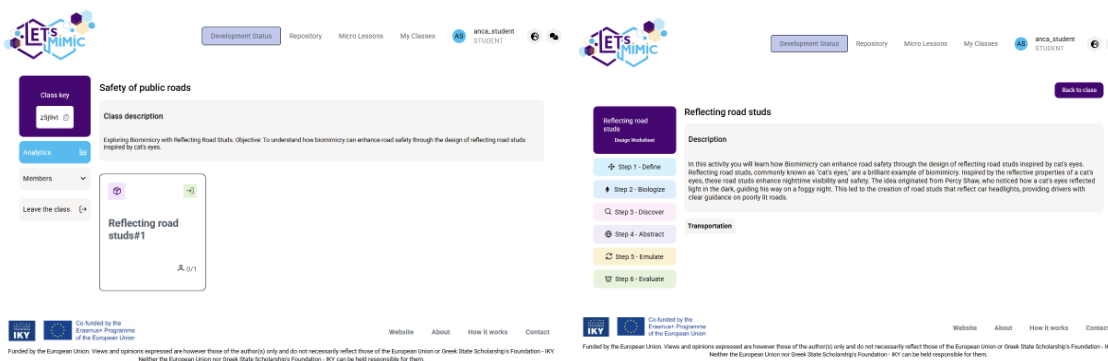 LET'S
MiMiC
Development Status
Repository
Micro Lessons
My Classes
AS
anca_student
STUDENT
Class key
z5j9vt
Analytics
Members
Leave the class
Safety of public roads
Class description
Exploring Biomimicry with Reflecting Road Studs. Objective: To understand how biomimicry can enhance road safety through the design of reflecting road studs
inspired by cat's eyes.
Reflecting road
studs#1
0/1
IKY
Co-funded by the
Erasmus+ Programme
of the European Union
Website
About
How it works
Contact
Funded by the European Union. Views and opinions expressed are however those of the author(s) only and do not necessarily reflect those of the European Union or Greek State Scholarship's Foundation - IKY.
Neither the European Union nor Greek State Scholarship's Foundation - IKY can be held responsible for them.
LET'S
MiMiC
Development Status
Repository
Micro Lessons
My Classes
AS
anca_student
STUDENT
Back to class
Reflecting road
studs
Design Worksheet
Step 1 - Define
Step 2 - Biologize
Step 3 - Discover
Step 4 - Abstract
Step 5 - Emulate
Step 6 - Evaluate
Reflecting road studs
Description
In this activity you will learn how Biomimicry can enhance road safety through the design of reflecting road studs inspired by cat's eyes.
Reflecting road studs, commonly known as 'cat's eyes,' are a brilliant example of biomimicry. Inspired by the reflective properties of a cat's
eyes, these road studs enhance nighttime visibility and safety. The idea originated from Percy Shaw, who noticed how a cat's eyes reflected
light in the dark, guiding his way on a foggy night. This led to the creation of road studs that reflect car headlights, providing drivers with
clear guidance on poorly lit roads.
Transportation
IKY
Co-funded by the
Erasmus+ Programme
of the European Union
Website
About
How it works
Contact
Funded by the European Union. Views and opinions expressed are however those of the author(s) only and do not necessarily reflect those of the European Union or Greek State Scholarship's Foundation - IK
Neither the European Union nor Greek State Scholarship's Foundation - IKY can be held responsible for them.